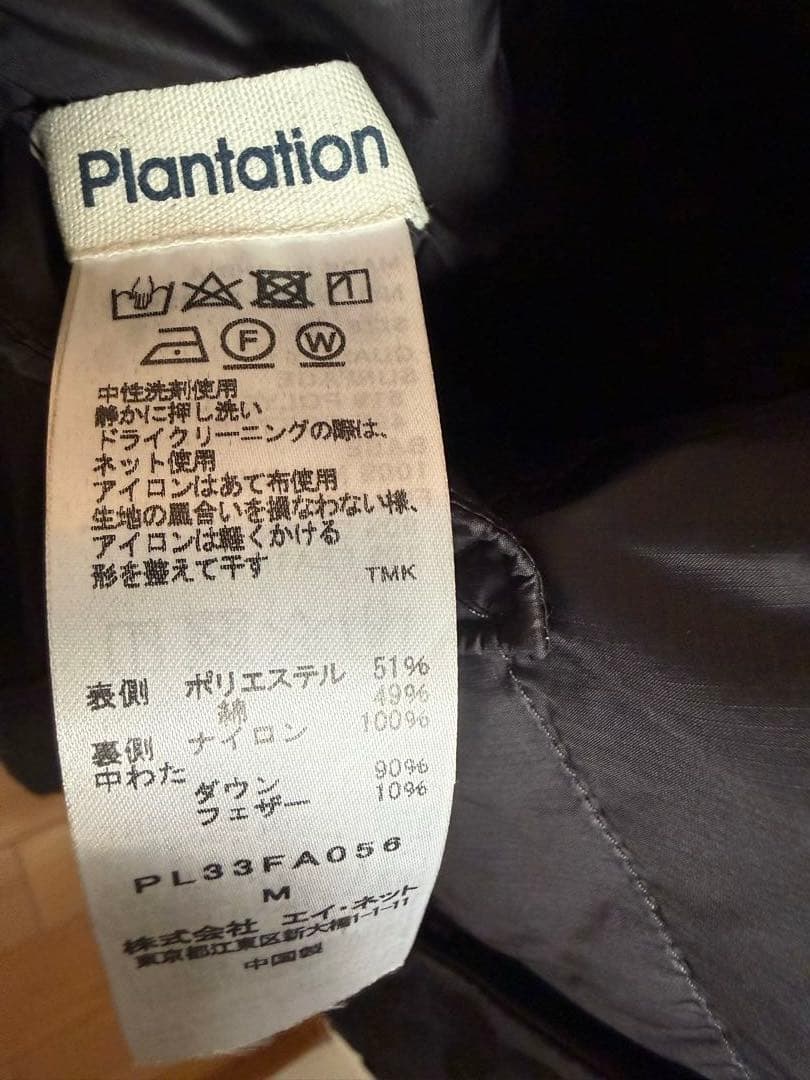 Plantation
F W
中性洗剤使用
静かに押し洗い
ドライクリーニングの際は、
ネット使用
アイロンはあて布使用
生地の風合いを損なわない様、
アイロンは軽くかける
形を整えて干す TMK
表側 ポリエステル 51%
綿 49%
裏側 ナイロン 100%
中わた ダウン 90%
フェザー 10%
PL33FA056
M
株式会社 エイ・ネット
東京都江東区新大橋1-1-11
中国製